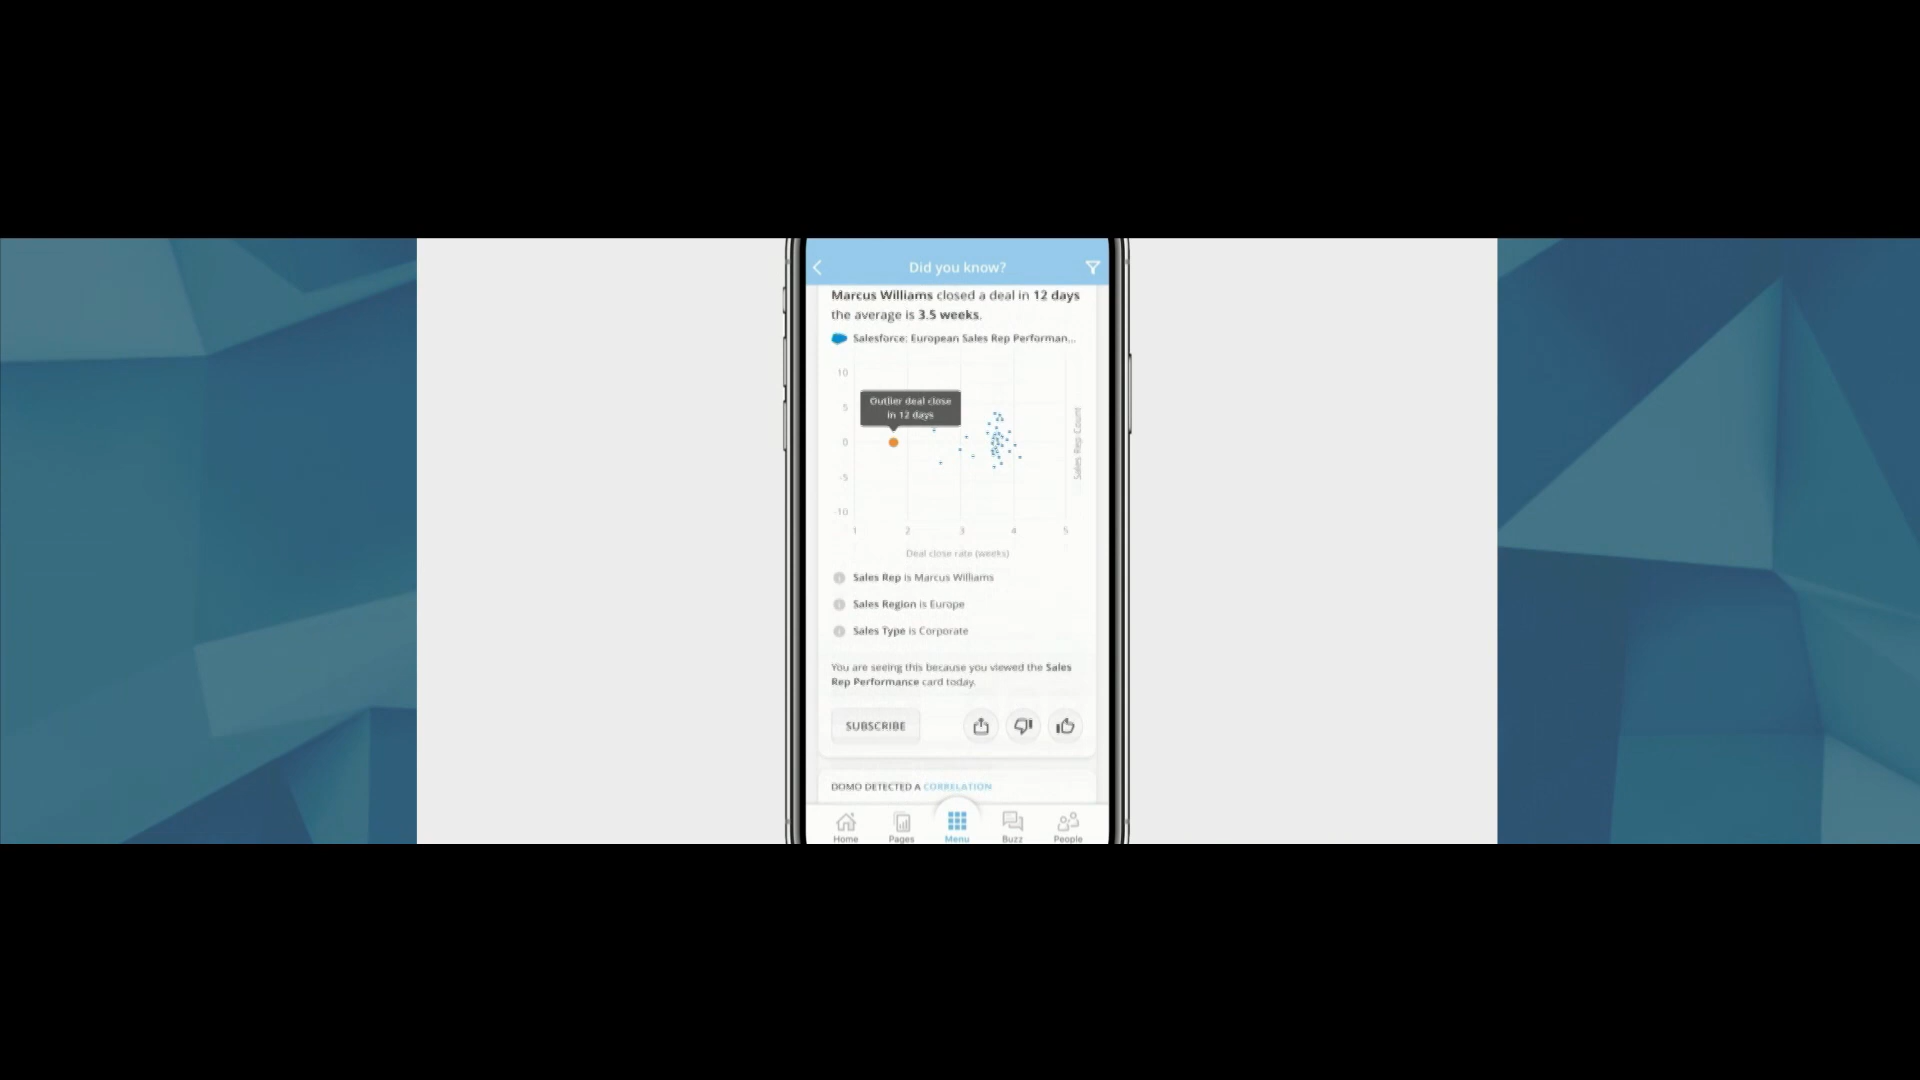 Did you know?
Marcus Williams closed a deal in 12 days
the average is 3.5 weeks.
Salesforce: European Sales Rep Performan...
10
5
0
-5
-10
Outlier deal close
in 12 days
Sales Rep Count
1 2 3 4 5
Deal close rate (weeks)
Sales Rep is Marcus Williams
Sales Region is Europe
Sales Type is Corporate
You are seeing this because you viewed the Sales
Rep Performance card today.
SUBSCRIBE
DOMO DETECTED A CORRELATION
Home Pages Menu Buzz People